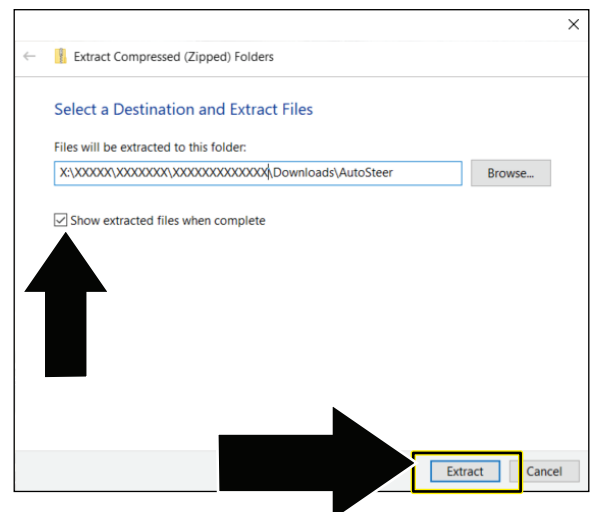 Extract Compressed (Zipped) Folders
Select a Destination and Extract Files
Files will be extracted to this folder:
X:\XXXXX\XXXXXXX\XXXXXXXXXXXXX\Downloads\AutoSteer
Browse...
Show extracted files when complete
Extract
Cancel